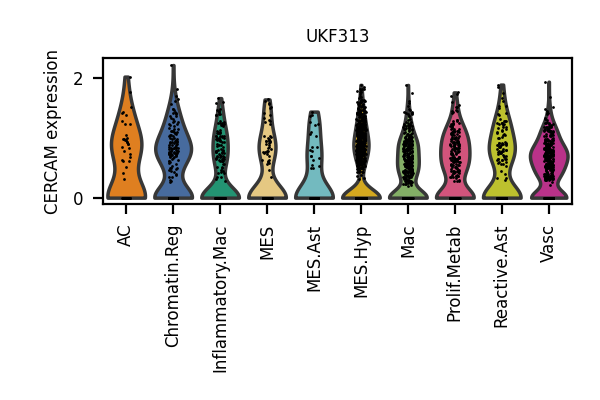 UKF313
CERCAM expression
2
0
AC
Chromatin.Reg
Inflammatory.Mac
MES
MES.Ast
MES.Hyp
Mac
Prolif.Metab
Reactive.Ast
Vasc